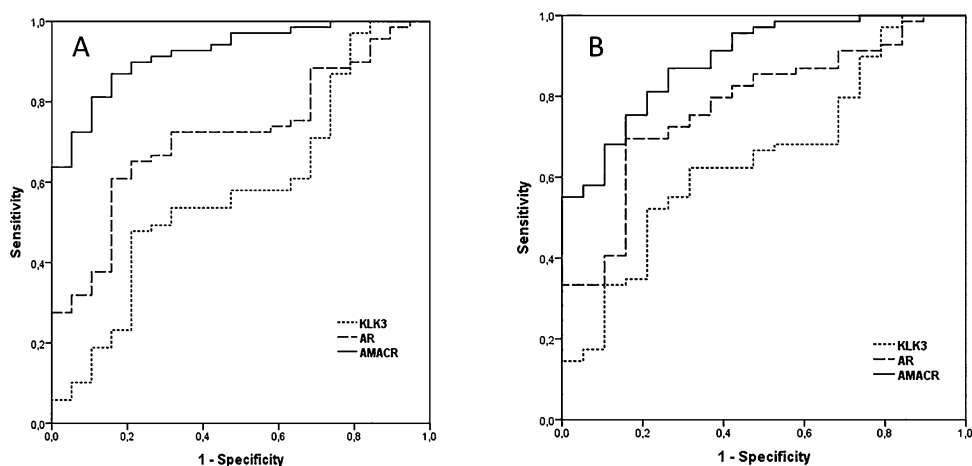 A
Sensitivity
1,0
0,8
0,6
0,4
0,2
0,0
KLK3
AR
AMACR
0,0 0,2 0,4 0,6 0,8 1,0
1 - Specificity
B
Sensitivity
1,0
0,8
0,6
0,4
0,2
0,0
KLK3
AR
AMACR
0,0 0,2 0,4 0,6 0,8 1,0
1 - Specificity